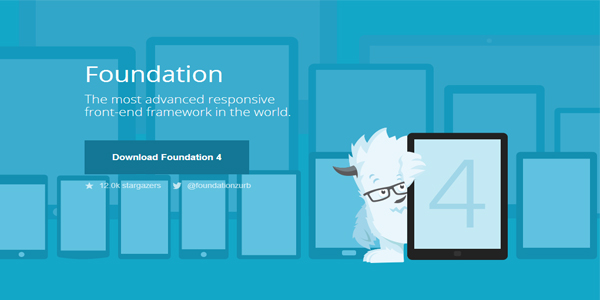 Foundation
The most advanced responsive
front-end framework in the world.
Download Foundation 4
12.0k stargazers @foundationzurb
4